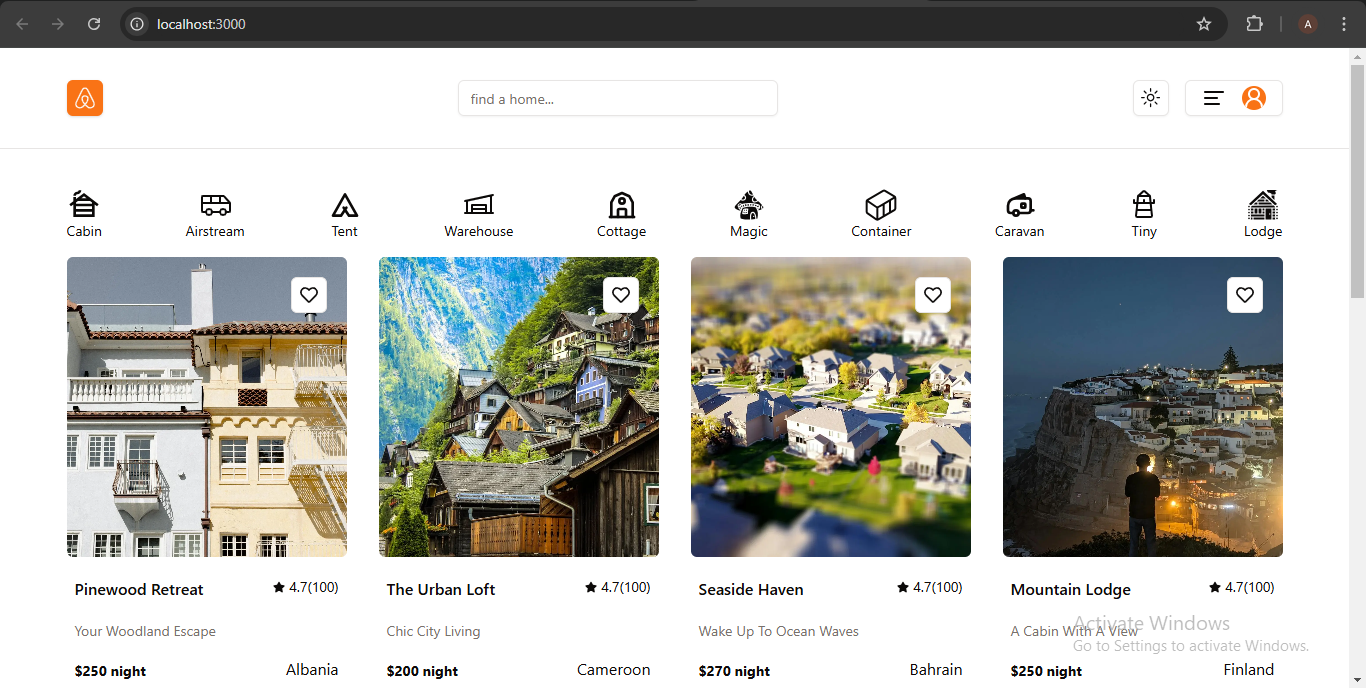 localhost:3000
A
find a home...
Cabin
Airstream
Tent
Warehouse
Cottage
Magic
Container
Caravan
Tiny
Lodge
Pinewood Retreat
4.7(100)
The Urban Loft
4.7(100)
Seaside Haven
4.7(100)
Mountain Lodge
4.7(100)
Your Woodland Escape
Chic City Living
Wake Up To Ocean Waves
A Cabin With A View
$250 night
Albania
$200 night
Cameroon
$270 night
Bahrain
$250 night
Finland
Activate Windows
Go to Settings to activate Windows.